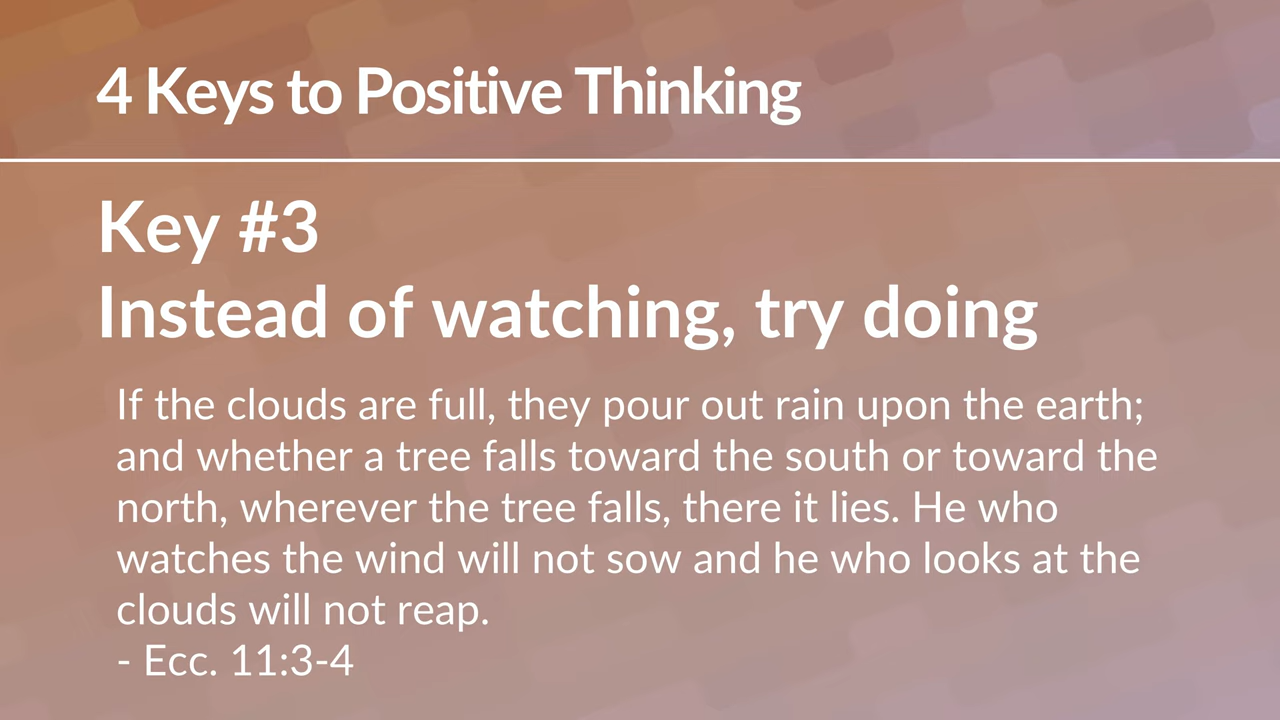 4 Keys to Positive Thinking
Key #3
Instead of watching, try doing
If the clouds are full, they pour out rain upon the earth;
and whether a tree falls toward the south or toward the
north, wherever the tree falls, there it lies. He who
watches the wind will not sow and he who looks at the
clouds will not reap.
- Ecc. 11:3-4